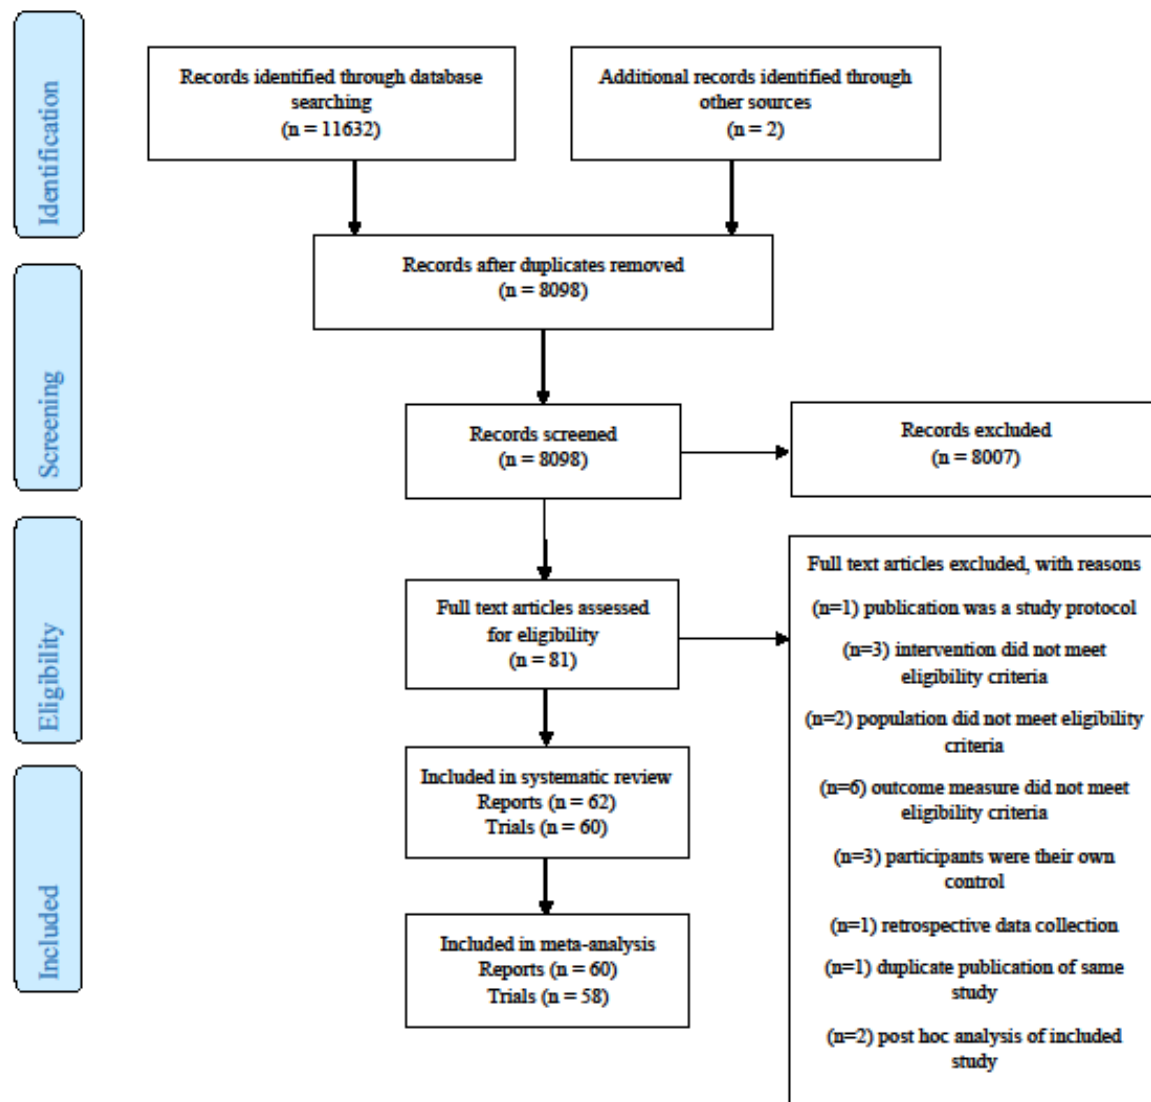 Identification
Records identified through database
searching
(n = 11632)
Additional records identified through
other sources
(n = 2)
Records after duplicates removed
(n = 8098)
Screening
Records screened
(n = 8098)
Records excluded
(n = 8007)
Eligibility
Full text articles assessed
for eligibility
(n = 81)
Full text articles excluded, with reasons
(n=1) publication was a study protocol
(n=3) intervention did not meet
eligibility criteria
(n=2) population did not meet eligibility
criteria
(n=6) outcome measure did not meet
eligibility criteria
(n=3) participants were their own
control
(n=1) retrospective data collection
(n=1) duplicate publication of same
study
(n=2) post hoc analysis of included
study
Included
Included in systematic review
Reports (n = 62)
Trials (n = 60)
Included in meta-analysis
Reports (n = 60)
Trials (n = 58)